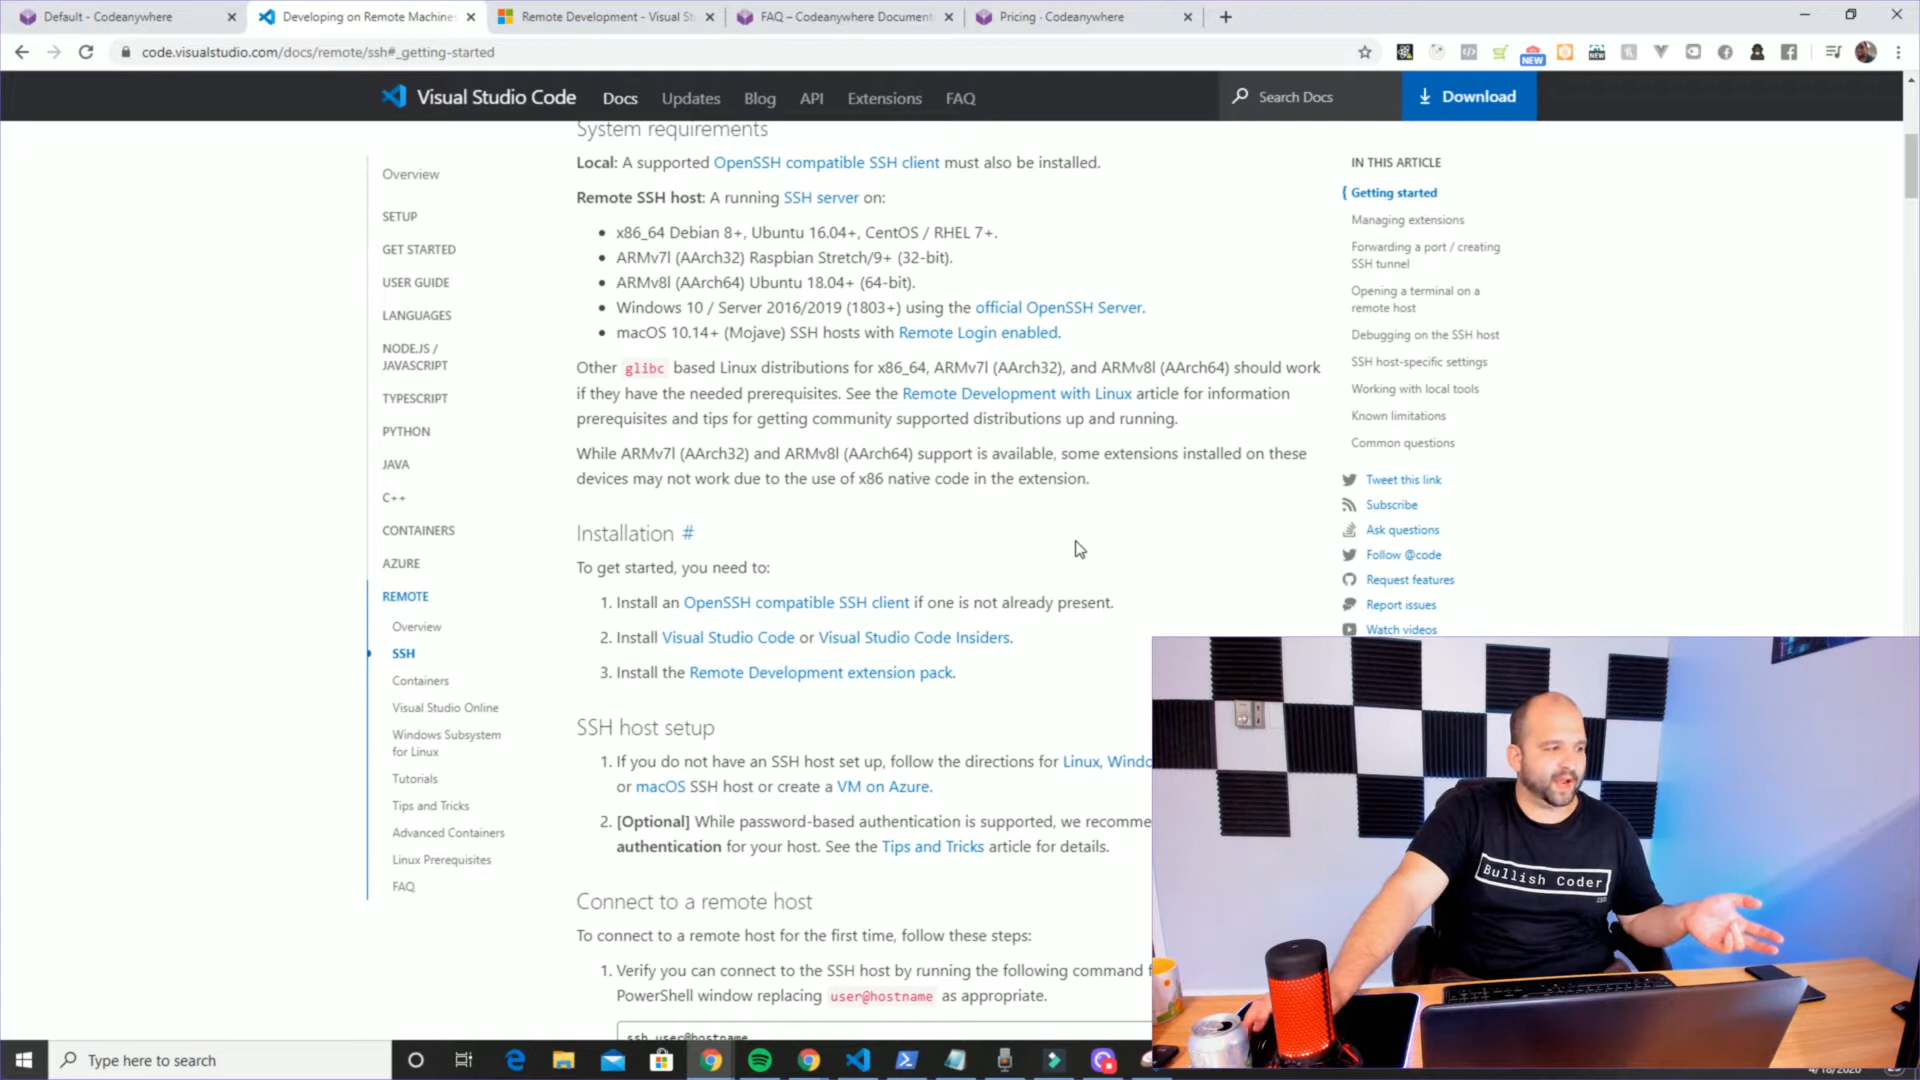 Default - Codeanywhere
Developing on Remote Machines
Remote Development - Visual St
FAQ – Codeanywhere Document
Pricing · Codeanywhere
code.visualstudio.com/docs/remote/ssh#_getting-started
NEW
NEW
Visual Studio Code
Docs
Updates
Blog
API
Extensions
FAQ
Search Docs
Download
Overview
SETUP
GET STARTED
USER GUIDE
LANGUAGES
NODE.JS /
JAVASCRIPT
TYPESCRIPT
PYTHON
JAVA
C++
CONTAINERS
AZURE
REMOTE
Overview
SSH
Containers
Visual Studio Online
Windows Subsystem
for Linux
Tutorials
Tips and Tricks
Advanced Containers
Linux Prerequisites
FAQ
System requirements
Local: A supported OpenSSH compatible SSH client must also be installed.
Remote SSH host: A running SSH server on:
• x86_64 Debian 8+, Ubuntu 16.04+, CentOS / RHEL 7+.
• ARMv7l (AArch32) Raspbian Stretch/9+ (32-bit).
• ARMv8l (AArch64) Ubuntu 18.04+ (64-bit).
• Windows 10 / Server 2016/2019 (1803+) using the official OpenSSH Server.
• macOS 10.14+ (Mojave) SSH hosts with Remote Login enabled.
Other glibc based Linux distributions for x86_64, ARMv7l (AArch32), and ARMv8l (AArch64) should work
if they have the needed prerequisites. See the Remote Development with Linux article for information
prerequisites and tips for getting community supported distributions up and running.
While ARMv7l (AArch32) and ARMv8l (AArch64) support is available, some extensions installed on these
devices may not work due to the use of x86 native code in the extension.
Installation #
To get started, you need to:
1. Install an OpenSSH compatible SSH client if one is not already present.
2. Install Visual Studio Code or Visual Studio Code Insiders.
3. Install the Remote Development extension pack.
SSH host setup
1. If you do not have an SSH host set up, follow the directions for Linux, Windo
or macOS SSH host or create a VM on Azure.
2. [Optional] While password-based authentication is supported, we recomme
authentication for your host. See the Tips and Tricks article for details.
Connect to a remote host
To connect to a remote host for the first time, follow these steps:
1. Verify you can connect to the SSH host by running the following command f
PowerShell window replacing user@hostname as appropriate.
ssh user@hostname
IN THIS ARTICLE
Getting started
Managing extensions
Forwarding a port / creating
SSH tunnel
Opening a terminal on a
remote host
Debugging on the SSH host
SSH host-specific settings
Working with local tools
Known limitations
Common questions
Tweet this link
Subscribe
Ask questions
Follow @code
Request features
Report issues
Watch videos
Bullish Coder
.com
Type here to search
4/18/2020